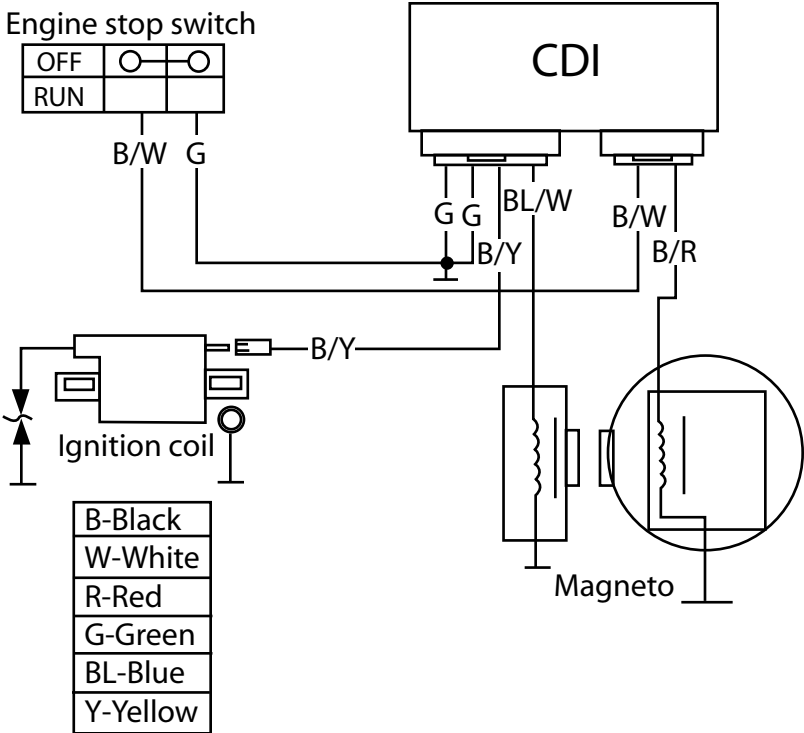 Engine stop switch
OFF
RUN
B/W G
CDI
G G
B/Y
BL/W
B/W
B/R
B/Y
Ignition coil
Magneto
B-Black
W-White
R-Red
G-Green
BL-Blue
Y-Yellow